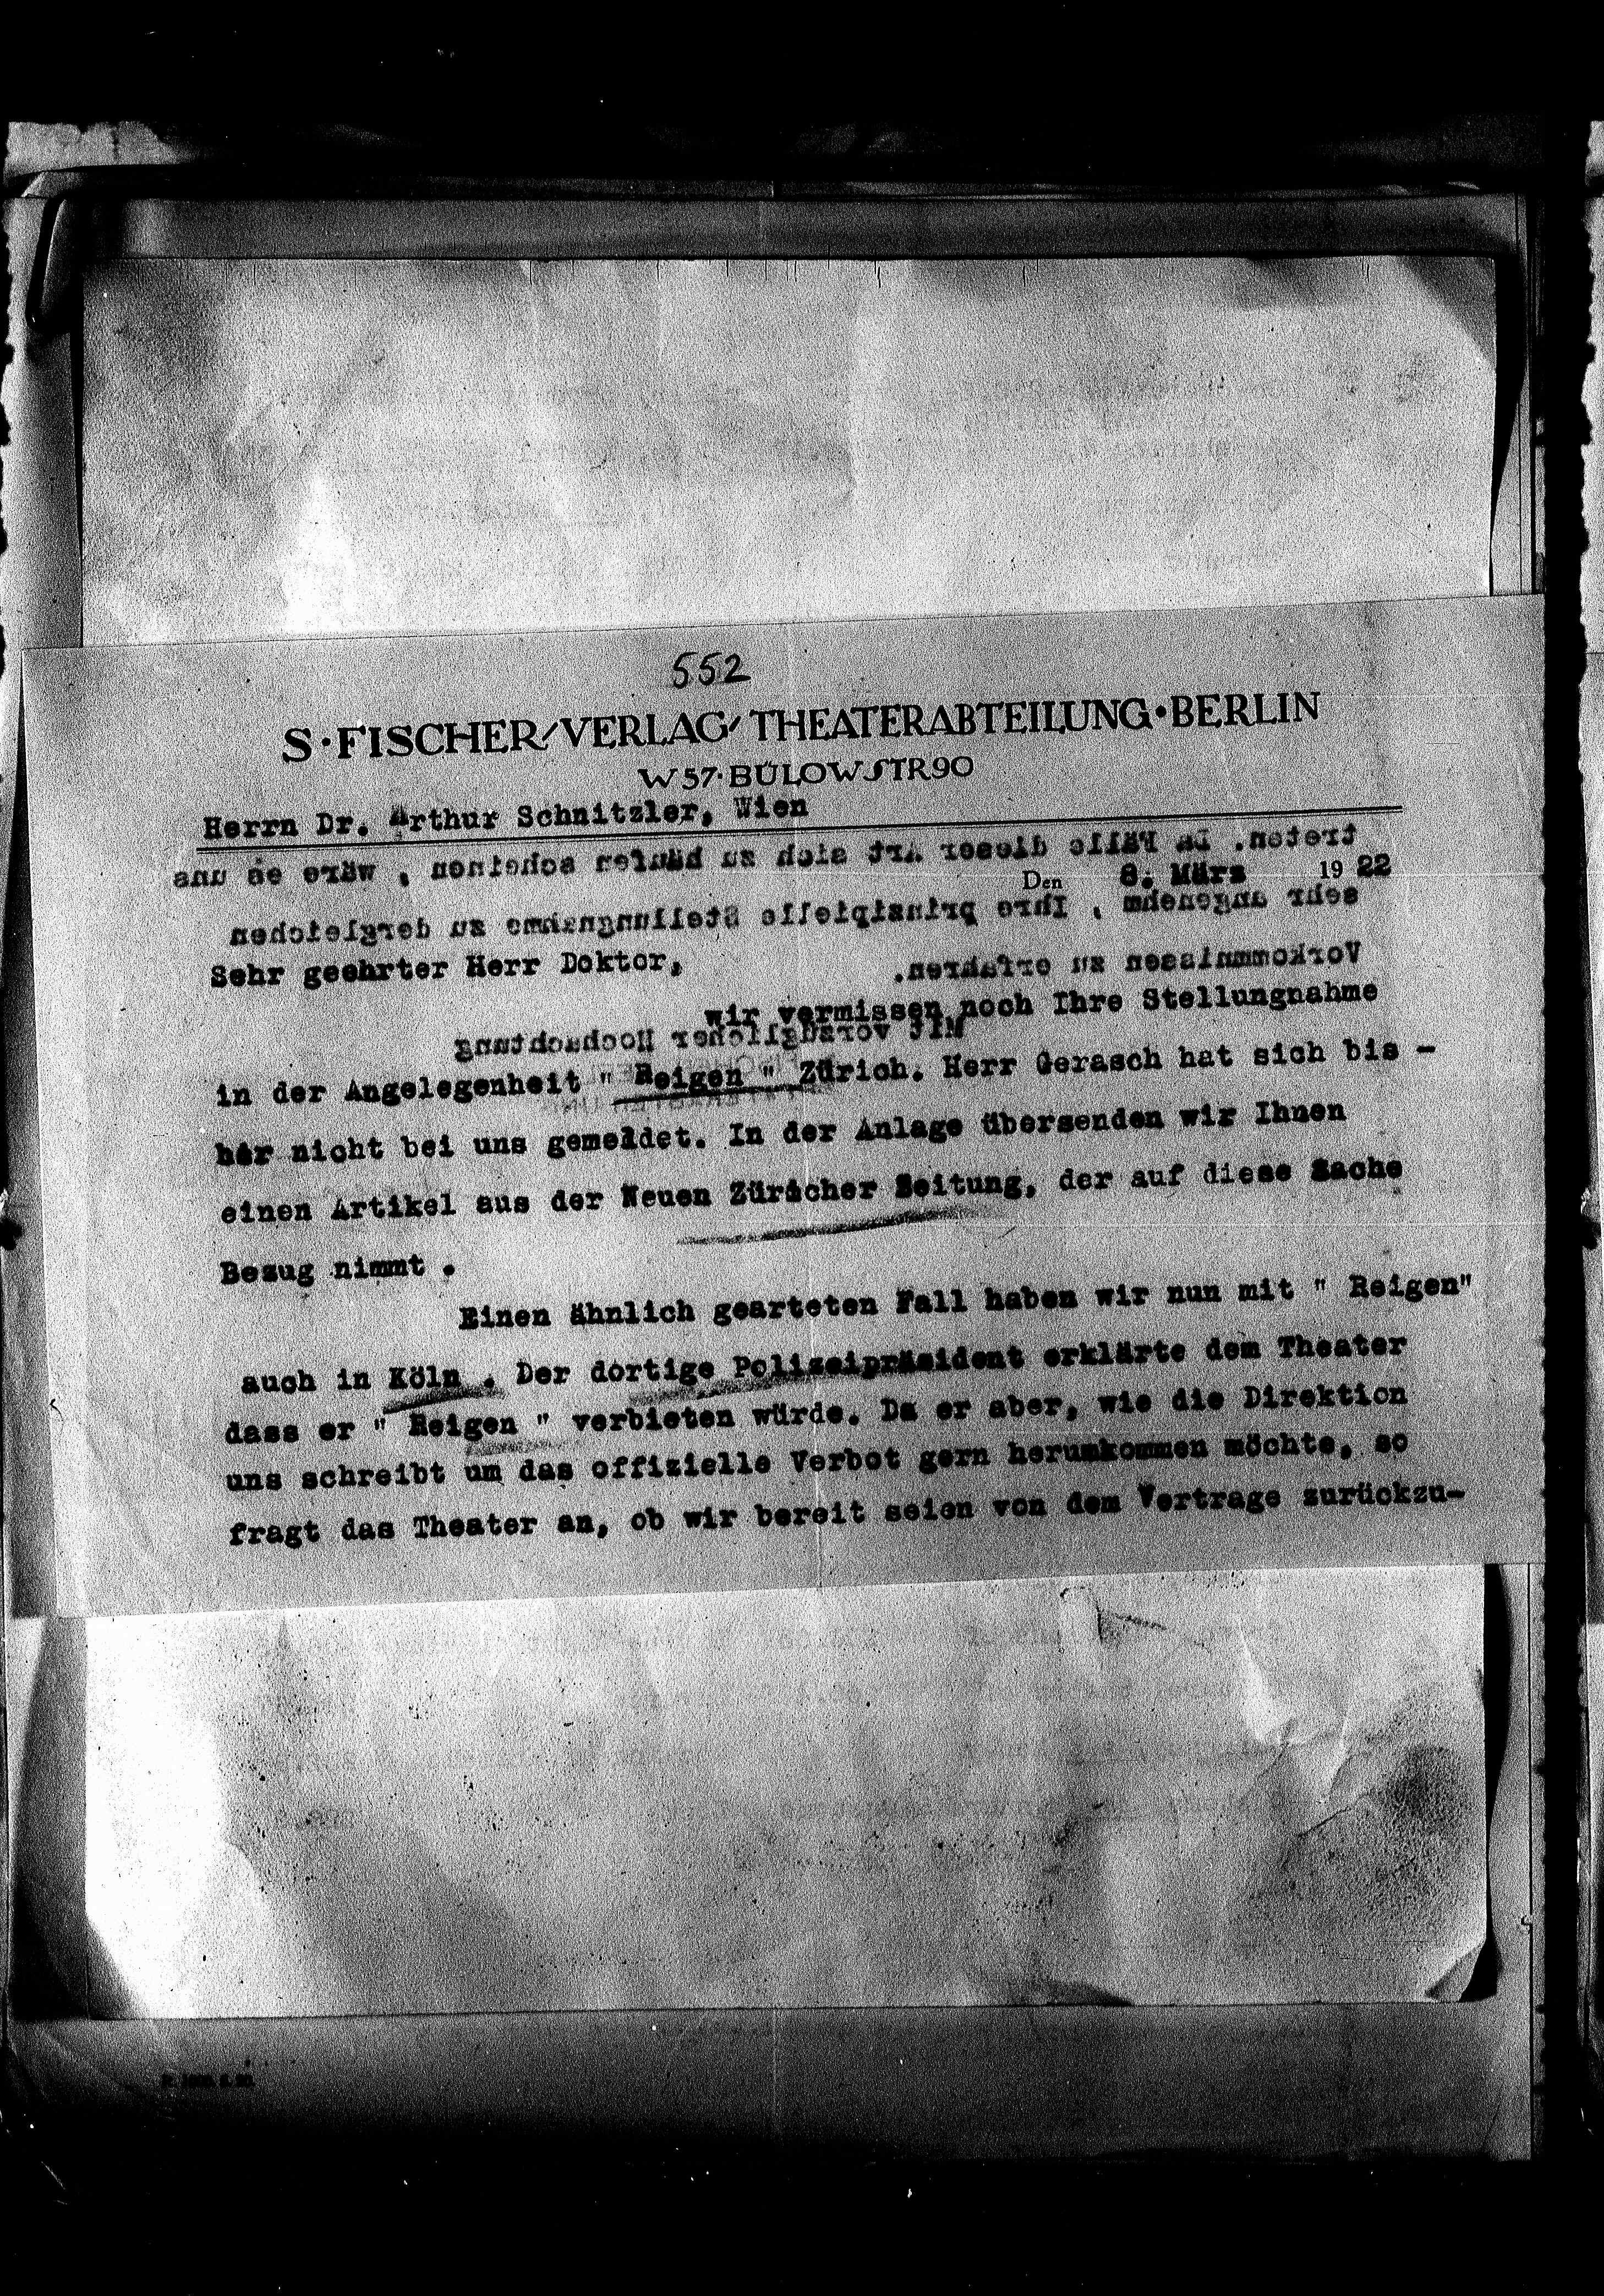 552
S·FISCHER/VERLAG/THEATERABTEILUNG·BERLIN
W57·BÜLOWSTR90
Herrn Dr. Arthur Schnitzler, Wien
Den 8. März 1922
Sehr geehrter Herr Doktor,
wir vermissen noch Ihre Stellungnahme
in der Angelegenheit " Reigen " Zürich. Herr Gerasch hat sich bis -
her nicht bei uns gemeldet. In der Anlage übersenden wir Ihnen
einen Artikel aus der Neuen Züricher Zeitung, der auf diese Sache
Bezug nimmt .
Einen ähnlich gearteten Fall haben wir nun mit " Reigen"
auch in Köln . Der dortige Polizeipräsident erklärte dem Theater
dass er " Reigen " verbieten würde. Da er aber, wie die Direktion
uns schreibt um das offizielle Verbot gern herumkommen möchte, so
fragt das Theater an, ob wir bereit seien von dem Vertrage zurückzu-
treten. Da Fälle dieser Art sich zu häufen scheinen , wäre es uns
sehr angenehm , Ihre prinzipielle Stellungnahme zu dergleichen
Vorkommnissen zu erfahren.
Mit vorzüglicher Hochachtung